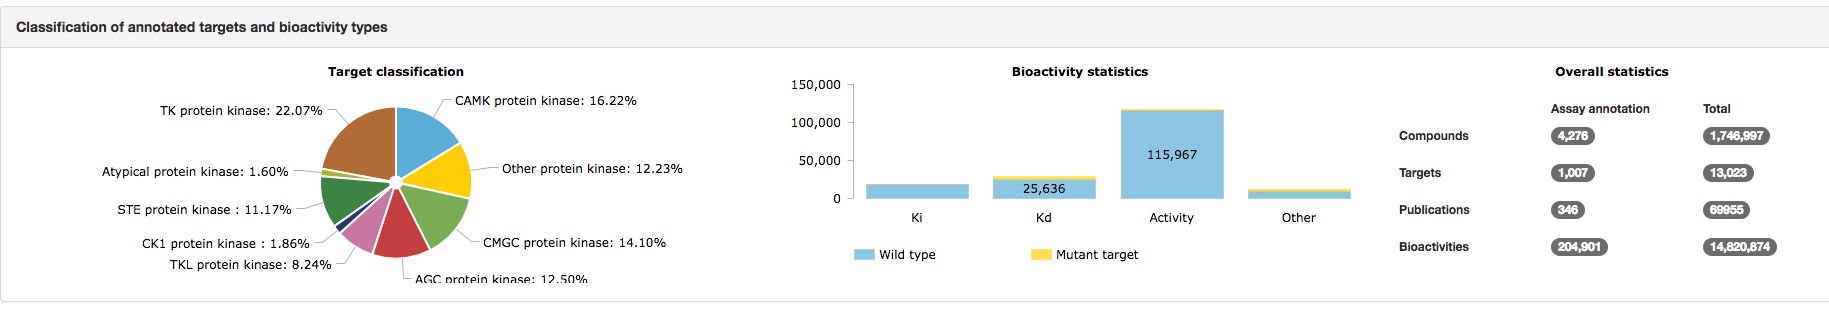 Classification of annotated targets and bioactivity types
Target classification
CAMK protein kinase: 16.22%
Other protein kinase: 12.23%
CMGC protein kinase: 14.10%
AGC protein kinase: 12.50%
TKL protein kinase: 8.24%
CK1 protein kinase : 1.86%
STE protein kinase : 11.17%
Atypical protein kinase: 1.60%
TK protein kinase: 22.07%
Bioactivity statistics
150,000
100,000
50,000
0
25,636
115,967
Ki Kd Activity Other
Wild type Mutant target
Overall statistics
Assay annotation Total
Compounds 4,276 1,746,997
Targets 1,007 13,023
Publications 346 69955
Bioactivities 204,901 14,820,874